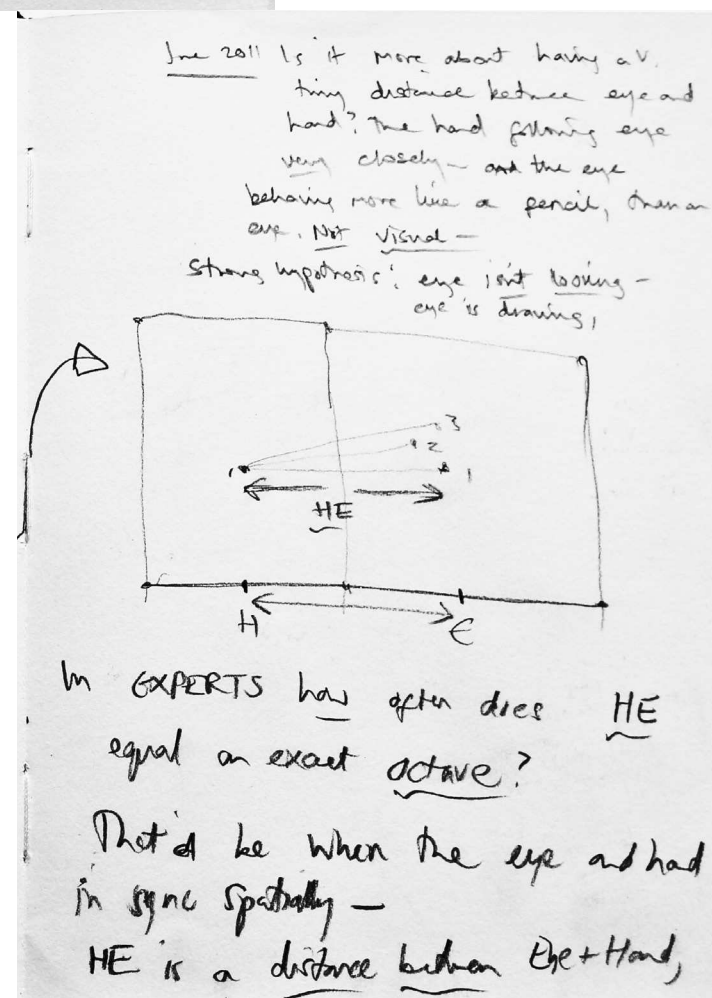 June 2011 Is it more about having a v.
tiny distance between eye and
hand? The hand following eye
very closely – and the eye
behaving more like a pencil, than an
eye. Not visual –
Strong hypothesis: eye isn't looking –
eye is drawing,
3
2
1
HE
H E
In EXPERTS how often does HE
equal an exact octave?
That'd be when the eye and hand
in sync spatially –
HE is a distance between Eye + Hand,